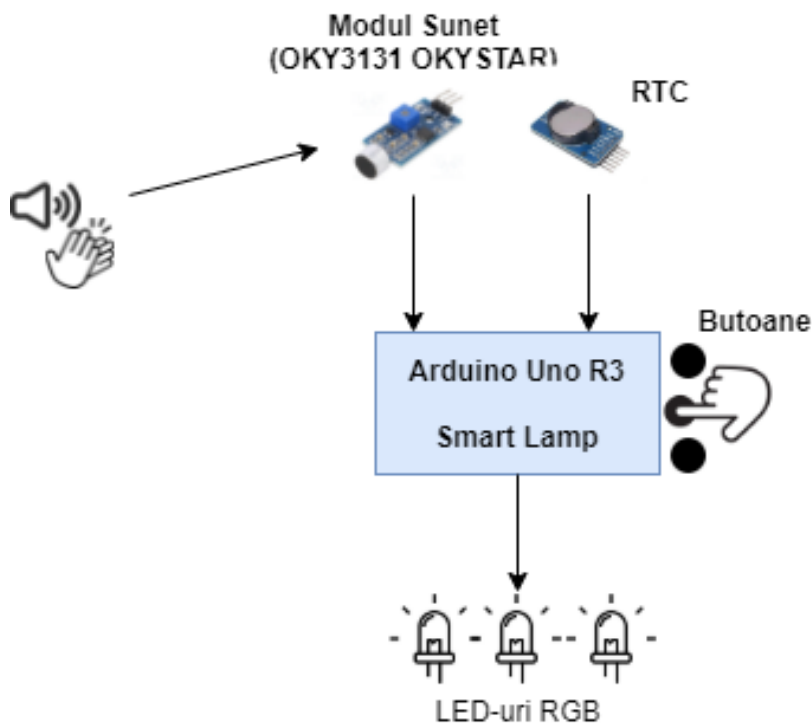 Modul Sunet
(OKY3131 OKYSTAR)
RTC
Butoane
Arduino Uno R3
Smart Lamp
LED-uri RGB